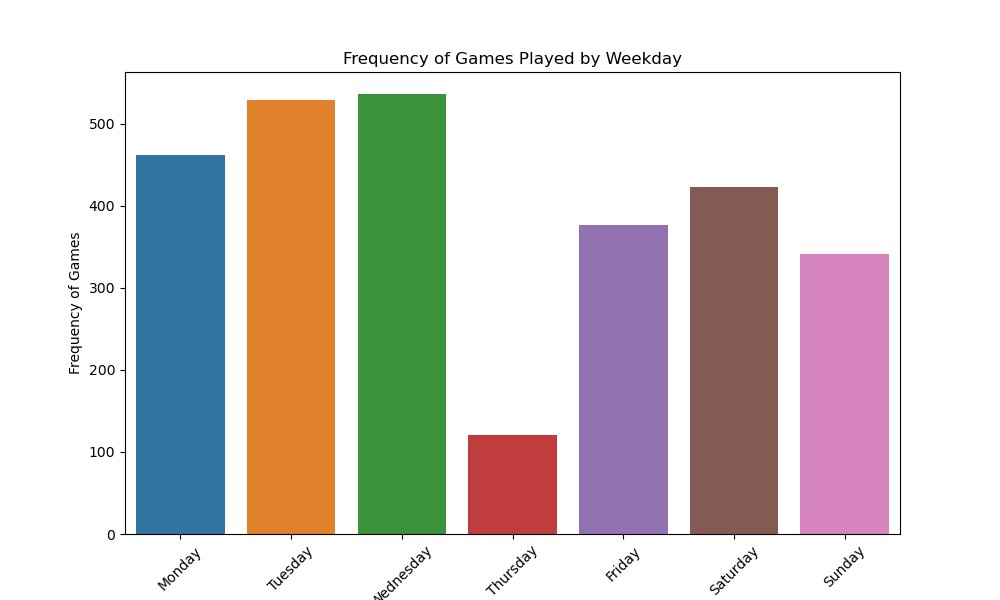 Frequency of Games Played by Weekday
Frequency of Games
500
400
300
200
100
0
Monday
Tuesday
Wednesday
Thursday
Friday
Saturday
Sunday